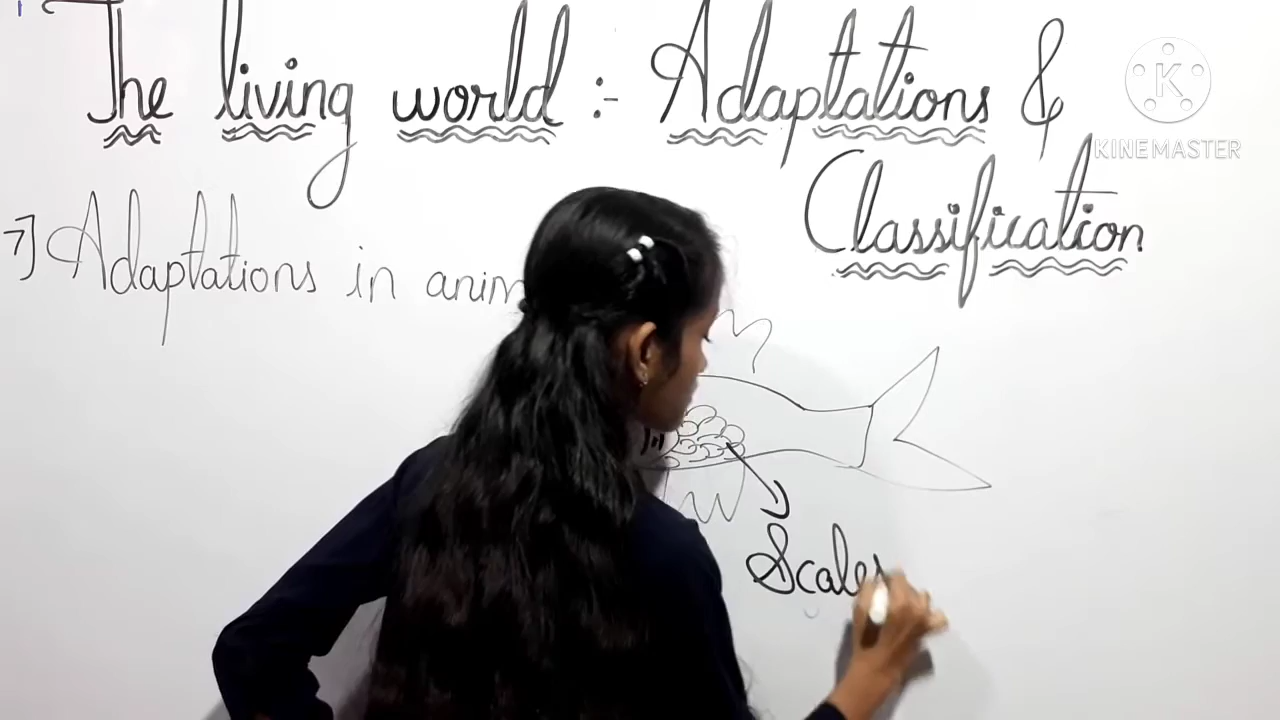 The living world :- Adaptations &
K
KINEMASTER
Classification
7] Adaptations in anim
Scales